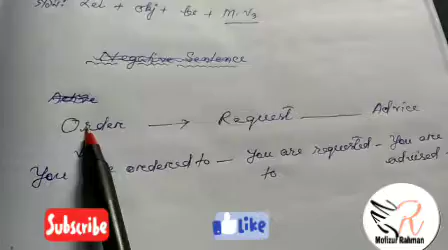 Let + obj + be + M.V3
Negative Sentence
Order → Request — Advice
You are ordered to — You are requested - You are
to advised -
Subscribe
Like
Mofizur Rahman